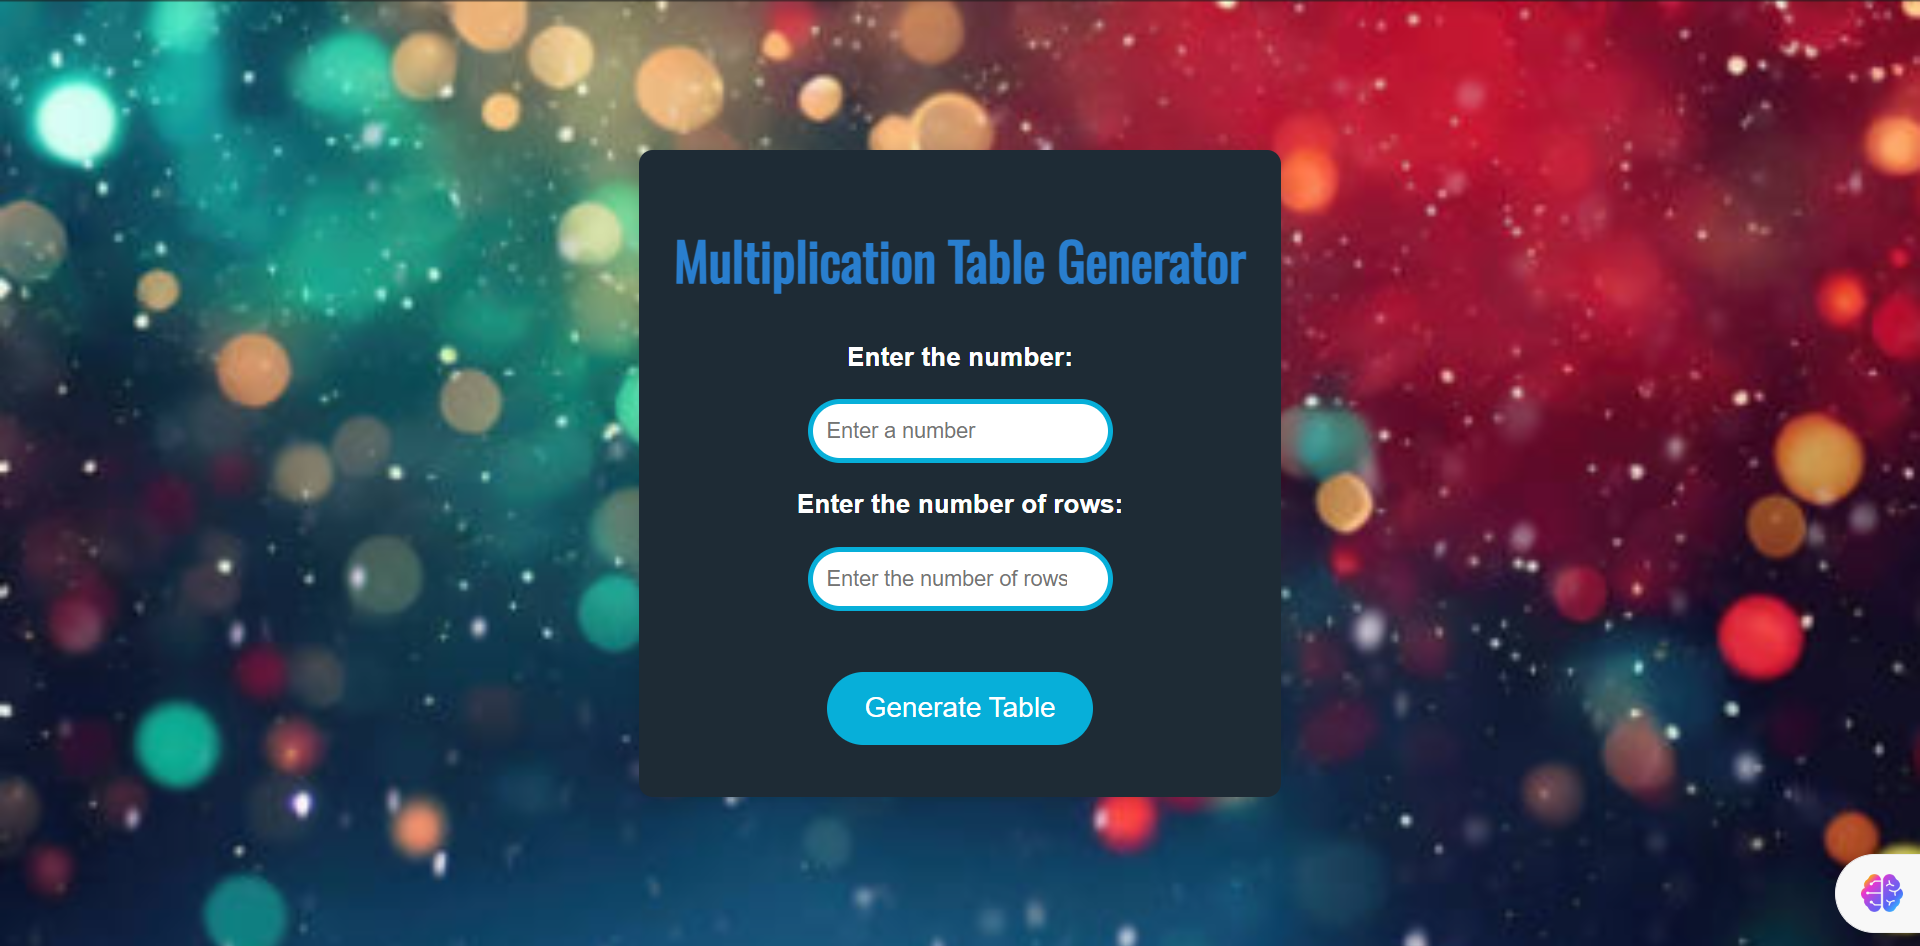 Multiplication Table Generator
Enter the number:
Enter a number
Enter the number of rows:
Enter the number of rows
Generate Table